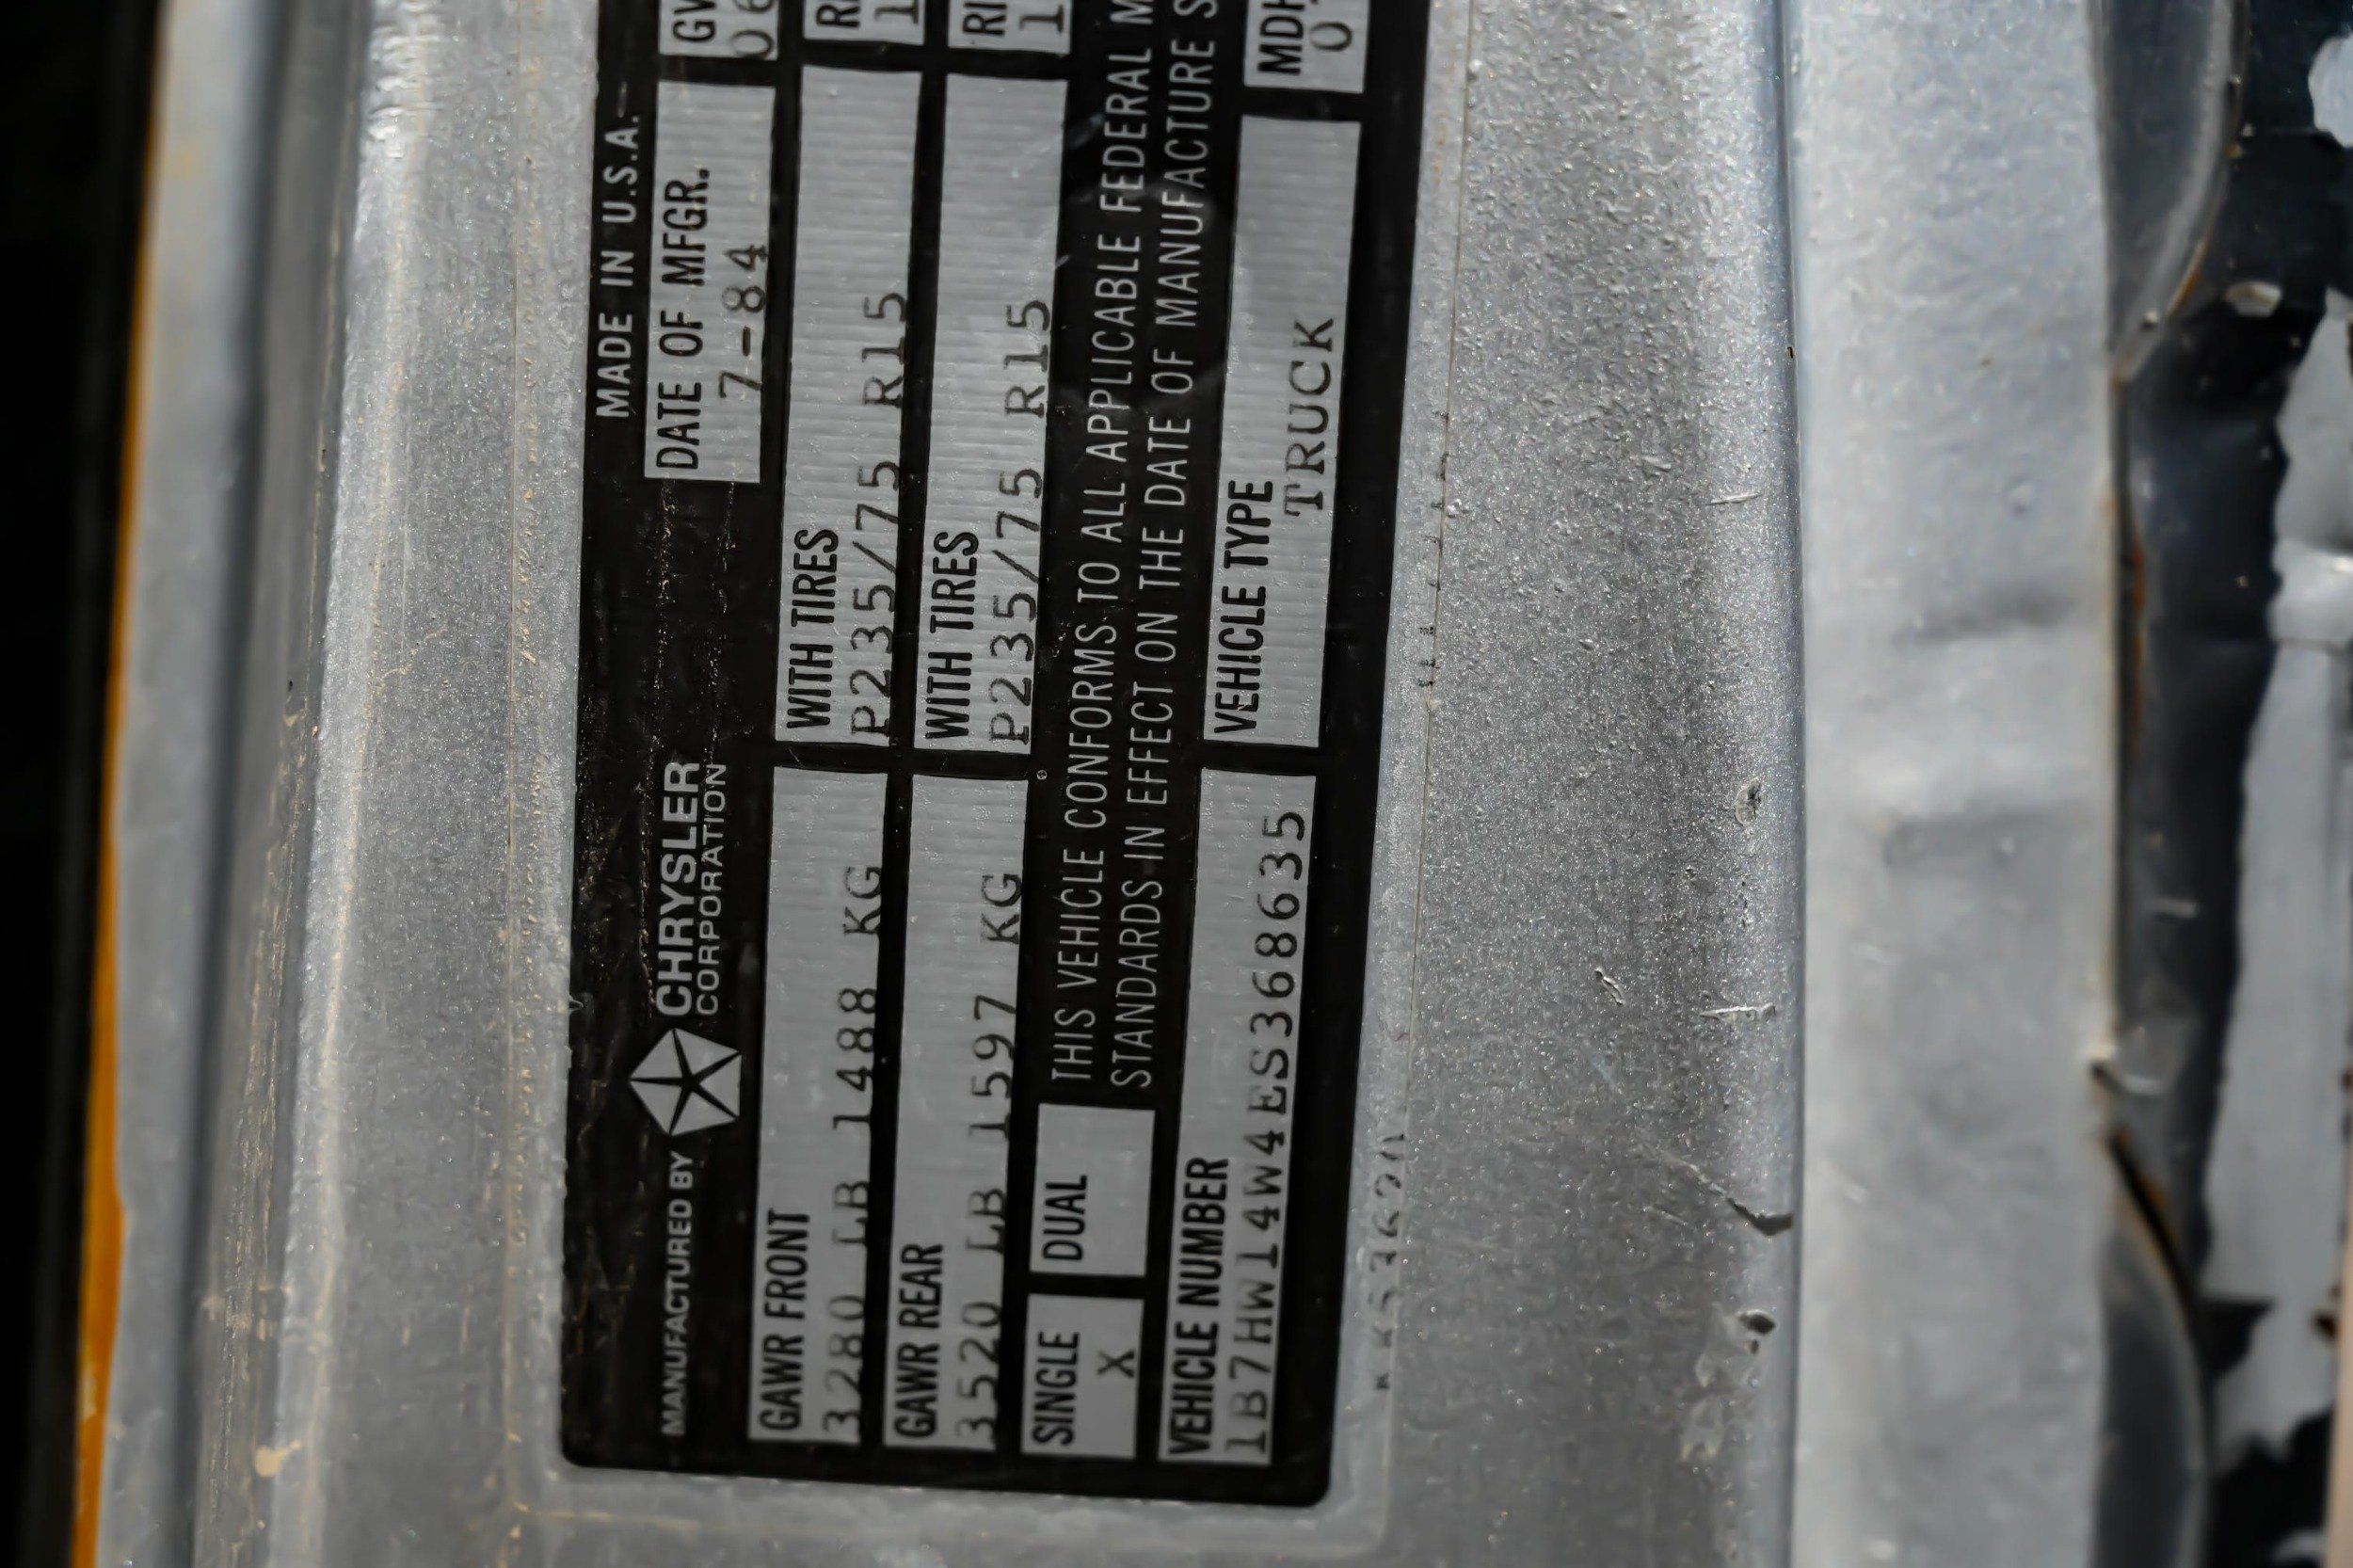 MANUFACTURED BY CHRYSLER CORPORATION MADE IN U.S.A.
DATE OF MFGR.
7-84
GAWR FRONT WITH TIRES
3280 LB 1488 KG P235/75 R15
GAWR REAR WITH TIRES
3520 LB 1597 KG P235/75 R15
SINGLE DUAL
X
THIS VEHICLE CONFORMS TO ALL APPLICABLE FEDERAL M
STANDARDS IN EFFECT ON THE DATE OF MANUFACTURE S
VEHICLE NUMBER VEHICLE TYPE MDH
1B7HW14W4ES368635 TRUCK